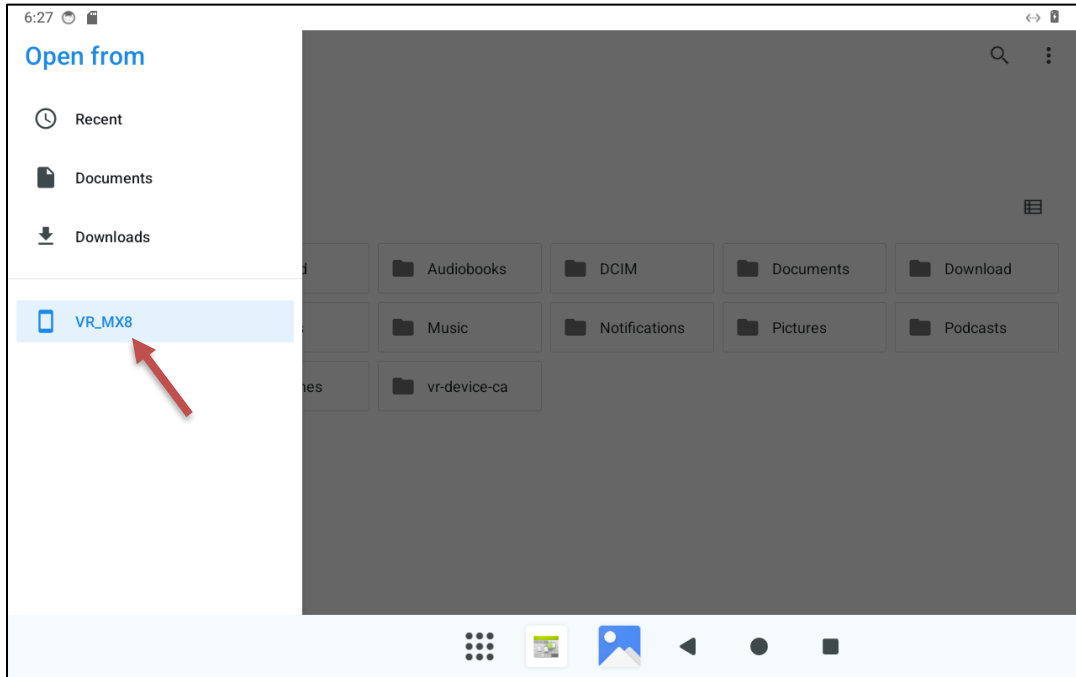 6:27
Open from
Recent
Documents
Downloads
VR_MX8
Audiobooks
DCIM
Documents
Download
Music
Notifications
Pictures
Podcasts
vr-device-ca